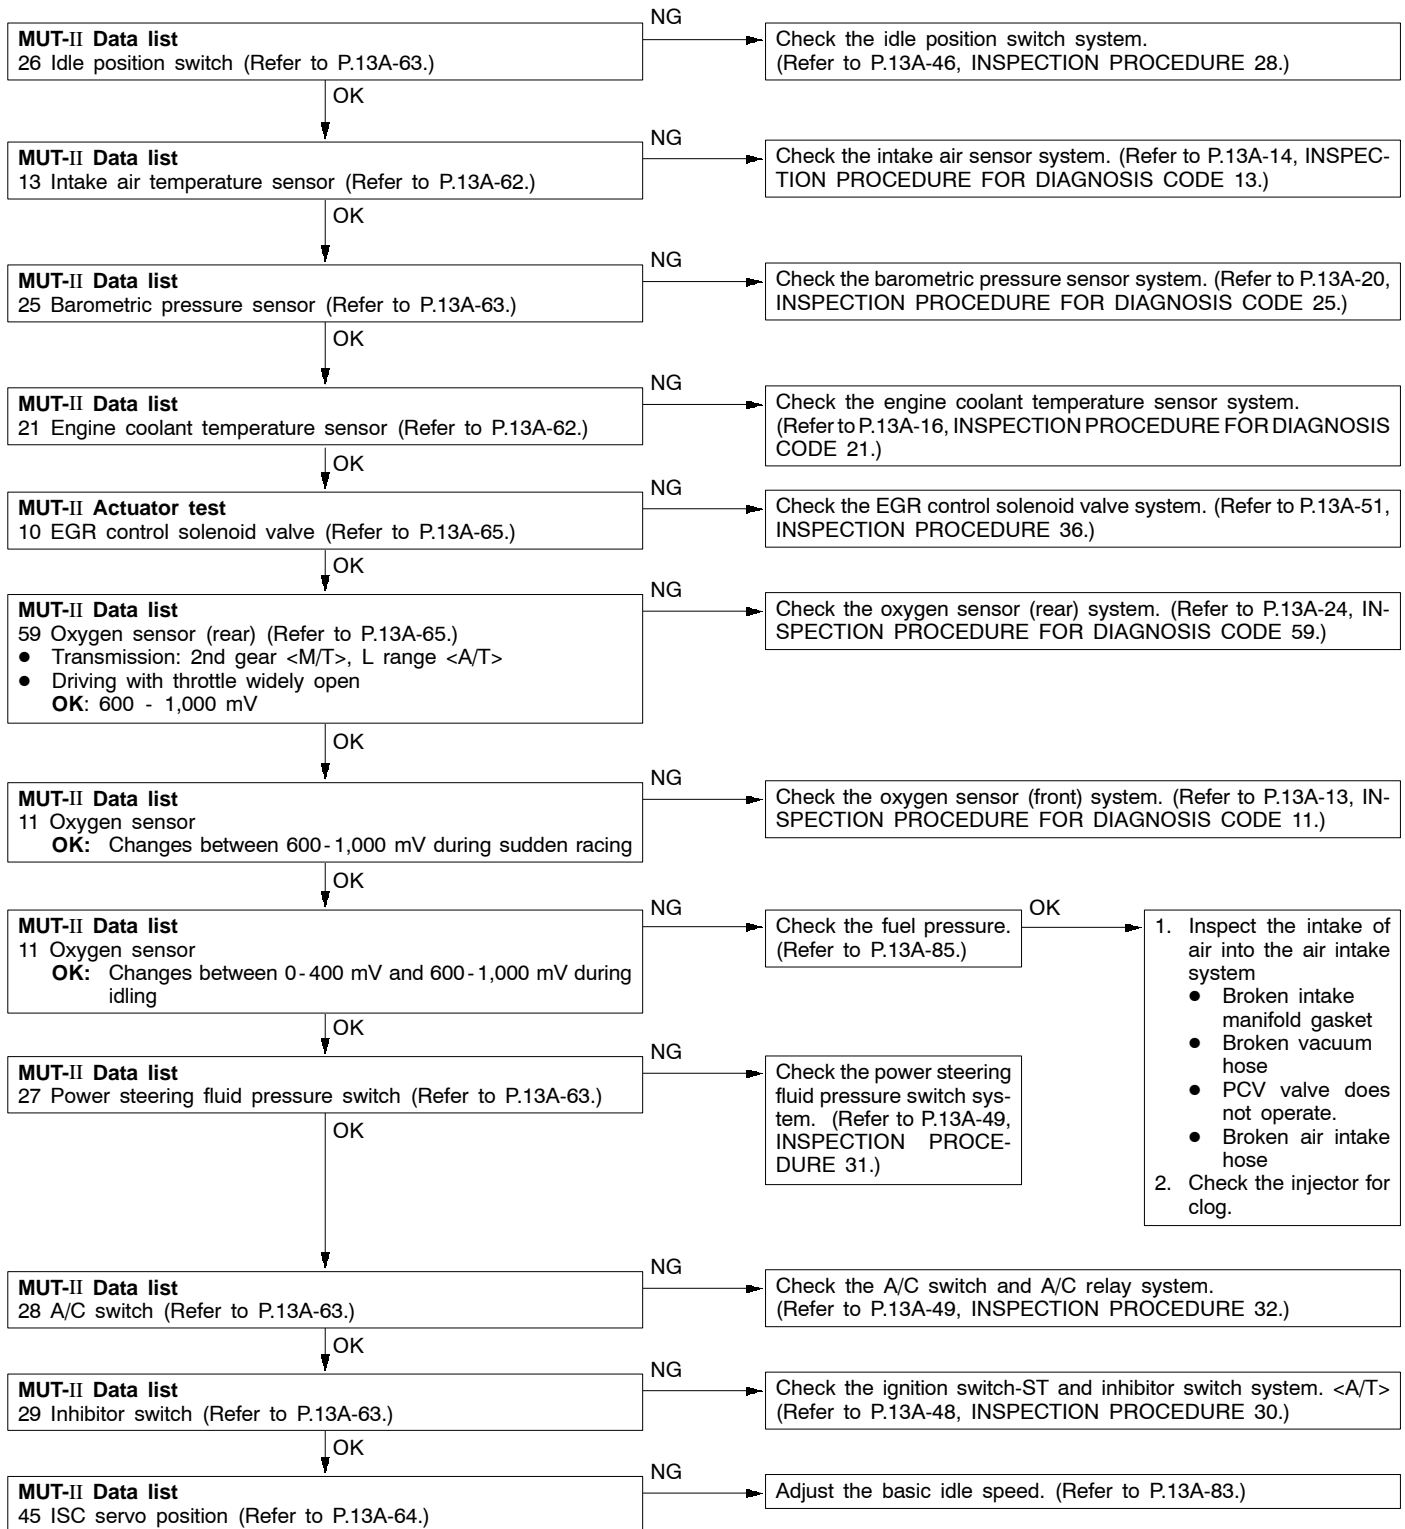 NG
MUT-II Data list
26 Idle position switch (Refer to P.13A-63.)
Check the idle position switch system.
(Refer to P.13A-46, INSPECTION PROCEDURE 28.)
OK
NG
MUT-II Data list
13 Intake air temperature sensor (Refer to P.13A-62.)
Check the intake air sensor system. (Refer to P.13A-14, INSPEC-
TION PROCEDURE FOR DIAGNOSIS CODE 13.)
OK
NG
MUT-II Data list
25 Barometric pressure sensor (Refer to P.13A-63.)
Check the barometric pressure sensor system. (Refer to P.13A-20,
INSPECTION PROCEDURE FOR DIAGNOSIS CODE 25.)
OK
NG
MUT-II Data list
21 Engine coolant temperature sensor (Refer to P.13A-62.)
Check the engine coolant temperature sensor system.
(Refer to P.13A-16, INSPECTION PROCEDURE FOR DIAGNOSIS
CODE 21.)
OK
NG
MUT-II Actuator test
10 EGR control solenoid valve (Refer to P.13A-65.)
Check the EGR control solenoid valve system. (Refer to P.13A-51,
INSPECTION PROCEDURE 36.)
OK
NG
MUT-II Data list
59 Oxygen sensor (rear) (Refer to P.13A-65.)
● Transmission: 2nd gear <M/T>, L range <A/T>
● Driving with throttle widely open
OK: 600 - 1,000 mV
Check the oxygen sensor (rear) system. (Refer to P.13A-24, IN-
SPECTION PROCEDURE FOR DIAGNOSIS CODE 59.)
OK
NG
MUT-II Data list
11 Oxygen sensor
OK: Changes between 600-1,000 mV during sudden racing
Check the oxygen sensor (front) system. (Refer to P.13A-13, IN-
SPECTION PROCEDURE FOR DIAGNOSIS CODE 11.)
OK
NG
MUT-II Data list
11 Oxygen sensor
OK: Changes between 0-400 mV and 600-1,000 mV during
idling
Check the fuel pressure.
(Refer to P.13A-85.)
OK
1. Inspect the intake of
air into the air intake
system
● Broken intake
manifold gasket
● Broken vacuum
hose
● PCV valve does
not operate.
● Broken air intake
hose
2. Check the injector for
clog.
OK
NG
MUT-II Data list
27 Power steering fluid pressure switch (Refer to P.13A-63.)
Check the power steering
fluid pressure switch sys-
tem. (Refer to P.13A-49,
INSPECTION PROCE-
DURE 31.)
OK
NG
MUT-II Data list
28 A/C switch (Refer to P.13A-63.)
Check the A/C switch and A/C relay system.
(Refer to P.13A-49, INSPECTION PROCEDURE 32.)
OK
NG
MUT-II Data list
29 Inhibitor switch (Refer to P.13A-63.)
Check the ignition switch-ST and inhibitor switch system. <A/T>
(Refer to P.13A-48, INSPECTION PROCEDURE 30.)
OK
NG
MUT-II Data list
45 ISC servo position (Refer to P.13A-64.)
Adjust the basic idle speed. (Refer to P.13A-83.)